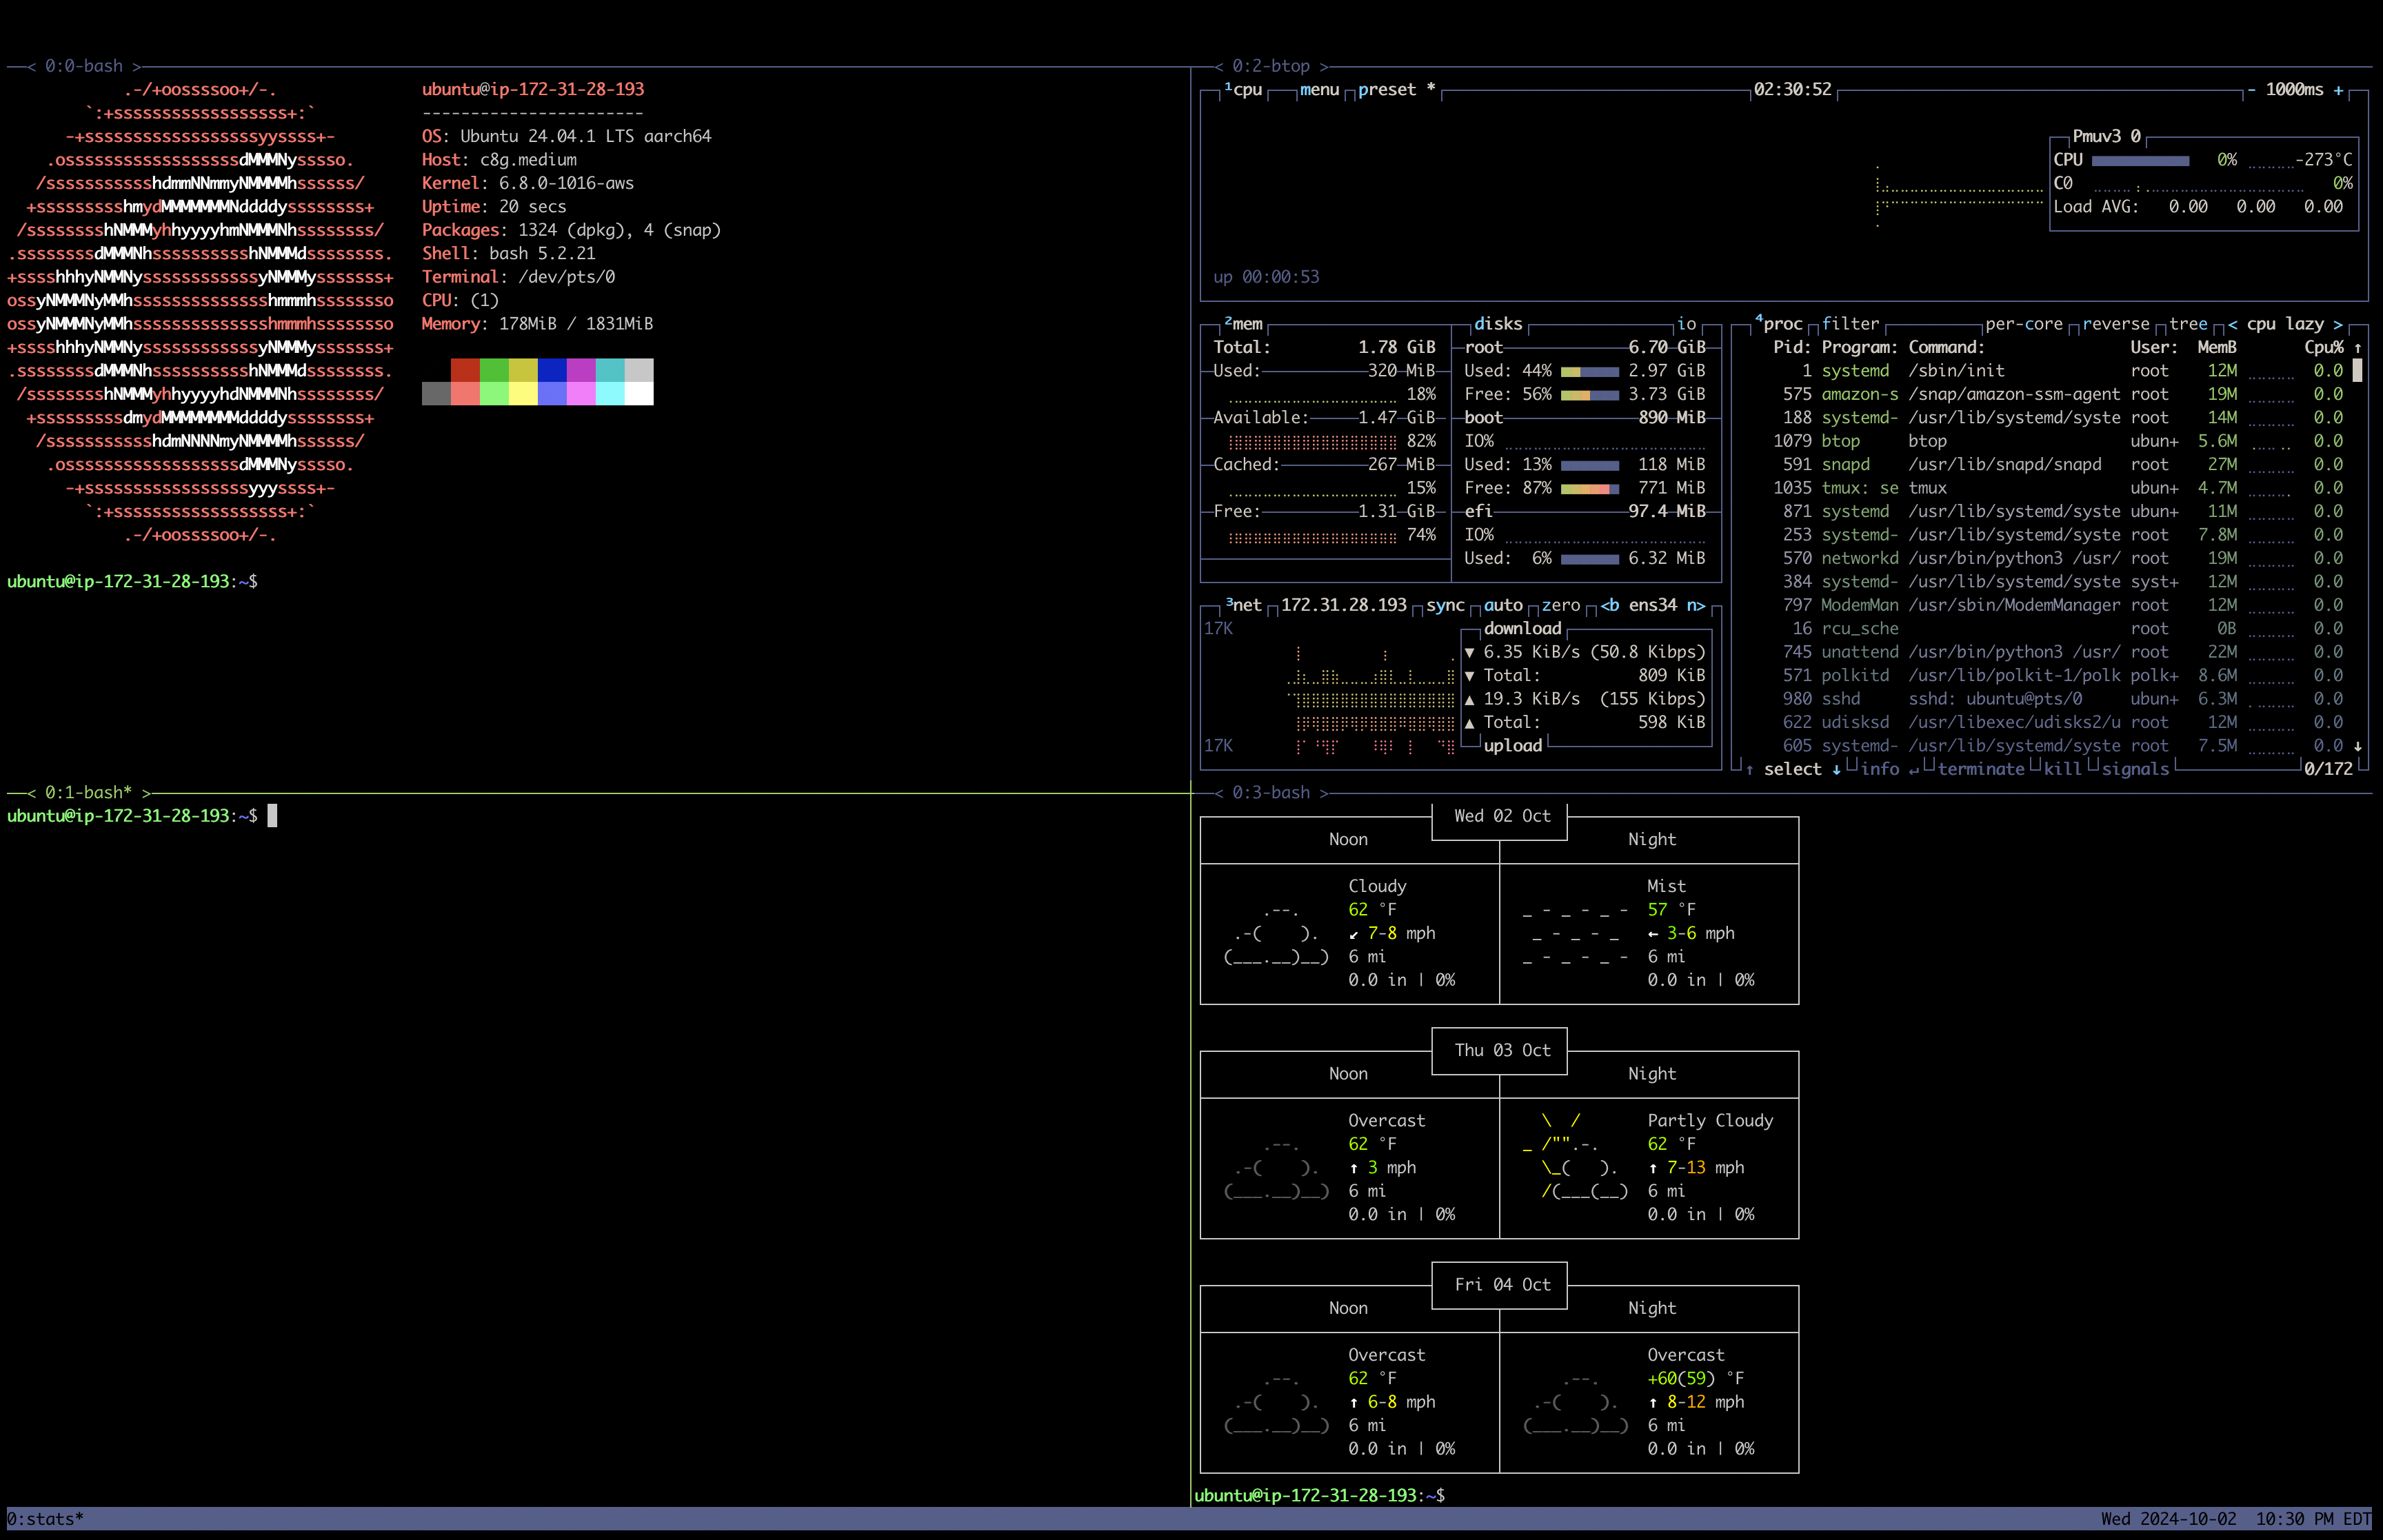 ──< 0:0-bash >──
.-/+oossssoo+/-.
`:+ssssssssssssssssss+:`
-+ssssssssssssssssssyyssss+-
.ossssssssssssssssssdMMMNysssso.
/ssssssssssshdmmNNmmyNMMMMhssssss/
+ssssssssshmydMMMMMMMNddddyssssssss+
/sssssssshNMMMyhhyyyyhmNMMMNhssssssss/
.ssssssssdMMMNhsssssssssshNMMMdssssssss.
+sssshhhyNMMNyssssssssssssyNMMMysssssss+
ossyNMMMNyMMhsssssssssssssshmmmhssssssso
ossyNMMMNyMMhsssssssssssssshmmmhssssssso
+sssshhhyNMMNyssssssssssssyNMMMysssssss+
.ssssssssdMMMNhsssssssssshNMMMdssssssss.
/sssssssshNMMMyhhyyyyhdNMMMNhssssssss/
+sssssssssdmydMMMMMMMMddddyssssssss+
/ssssssssssshdmNNNNmyNMMMMhssssss/
.ossssssssssssssssssdMMMNysssso.
-+sssssssssssssssssyyyssss+-
`:+ssssssssssssssssss+:`
.-/+oossssoo+/-.
ubuntu@ip-172-31-28-193
-----------------------
OS: Ubuntu 24.04.1 LTS aarch64
Host: c8g.medium
Kernel: 6.8.0-1016-aws
Uptime: 20 secs
Packages: 1324 (dpkg), 4 (snap)
Shell: bash 5.2.21
Terminal: /dev/pts/0
CPU: (1)
Memory: 178MiB / 1831MiB
ubuntu@ip-172-31-28-193:~$
──< 0:1-bash* >──
ubuntu@ip-172-31-28-193:~$
──< 0:2-btop >──
¹cpu menu preset * 02:30:52 - 1000ms +
Pmuv3 0
CPU 0% -273°C
C0 0%
Load AVG: 0.00 0.00 0.00
up 00:00:53
²mem
Total: 1.78 GiB
Used: 320 MiB
18%
Available: 1.47 GiB
82%
Cached: 267 MiB
15%
Free: 1.31 GiB
74%
disks io
root 6.70 GiB
Used: 44% 2.97 GiB
Free: 56% 3.73 GiB
boot 890 MiB
IO%
Used: 13% 118 MiB
Free: 87% 771 MiB
efi 97.4 MiB
IO%
Used: 6% 6.32 MiB
³net 172.31.28.193 sync auto zero <b ens34 n>
17K
download
▼ 6.35 KiB/s (50.8 Kibps)
▼ Total: 809 KiB
▲ 19.3 KiB/s (155 Kibps)
▲ Total: 598 KiB
17K
upload
⁴proc filter per-core reverse tree < cpu lazy >
Pid: Program: Command: User: MemB Cpu% ↑
1 systemd /sbin/init root 12M 0.0
575 amazon-s /snap/amazon-ssm-agent root 19M 0.0
188 systemd- /usr/lib/systemd/syste root 14M 0.0
1079 btop btop ubun+ 5.6M 0.0
591 snapd /usr/lib/snapd/snapd root 27M 0.0
1035 tmux: se tmux ubun+ 4.7M 0.0
871 systemd /usr/lib/systemd/syste ubun+ 11M 0.0
253 systemd- /usr/lib/systemd/syste root 7.8M 0.0
570 networkd /usr/bin/python3 /usr/ root 19M 0.0
384 systemd- /usr/lib/systemd/syste syst+ 12M 0.0
797 ModemMan /usr/sbin/ModemManager root 12M 0.0
16 rcu_sche root 0B 0.0
745 unattend /usr/bin/python3 /usr/ root 22M 0.0
571 polkitd /usr/lib/polkit-1/polk polk+ 8.6M 0.0
980 sshd sshd: ubuntu@pts/0 ubun+ 6.3M 0.0
622 udisksd /usr/libexec/udisks2/u root 12M 0.0
605 systemd- /usr/lib/systemd/syste root 7.5M 0.0 ↓
↑ select ↓ info ↵ terminate kill signals 0/172
──< 0:3-bash >──
Wed 02 Oct
Noon Night
Cloudy Mist
.--. 62 °F _ - _ - _ - 57 °F
.-( ). ↙ 7-8 mph _ - _ - _ ← 3-6 mph
(___.__)__) 6 mi _ - _ - _ - 6 mi
0.0 in | 0% 0.0 in | 0%
Thu 03 Oct
Noon Night
Overcast \ / Partly Cloudy
.--. 62 °F _ /"".-. 62 °F
.-( ). ↑ 3 mph \_( ). ↑ 7-13 mph
(___.__)__) 6 mi /(___(__) 6 mi
0.0 in | 0% 0.0 in | 0%
Fri 04 Oct
Noon Night
Overcast Overcast
.--. 62 °F .--. +60(59) °F
.-( ). ↑ 6-8 mph .-( ). ↑ 8-12 mph
(___.__)__) 6 mi (___.__)__) 6 mi
0.0 in | 0% 0.0 in | 0%
ubuntu@ip-172-31-28-193:~$
0:stats* Wed 2024-10-02 10:30 PM EDT